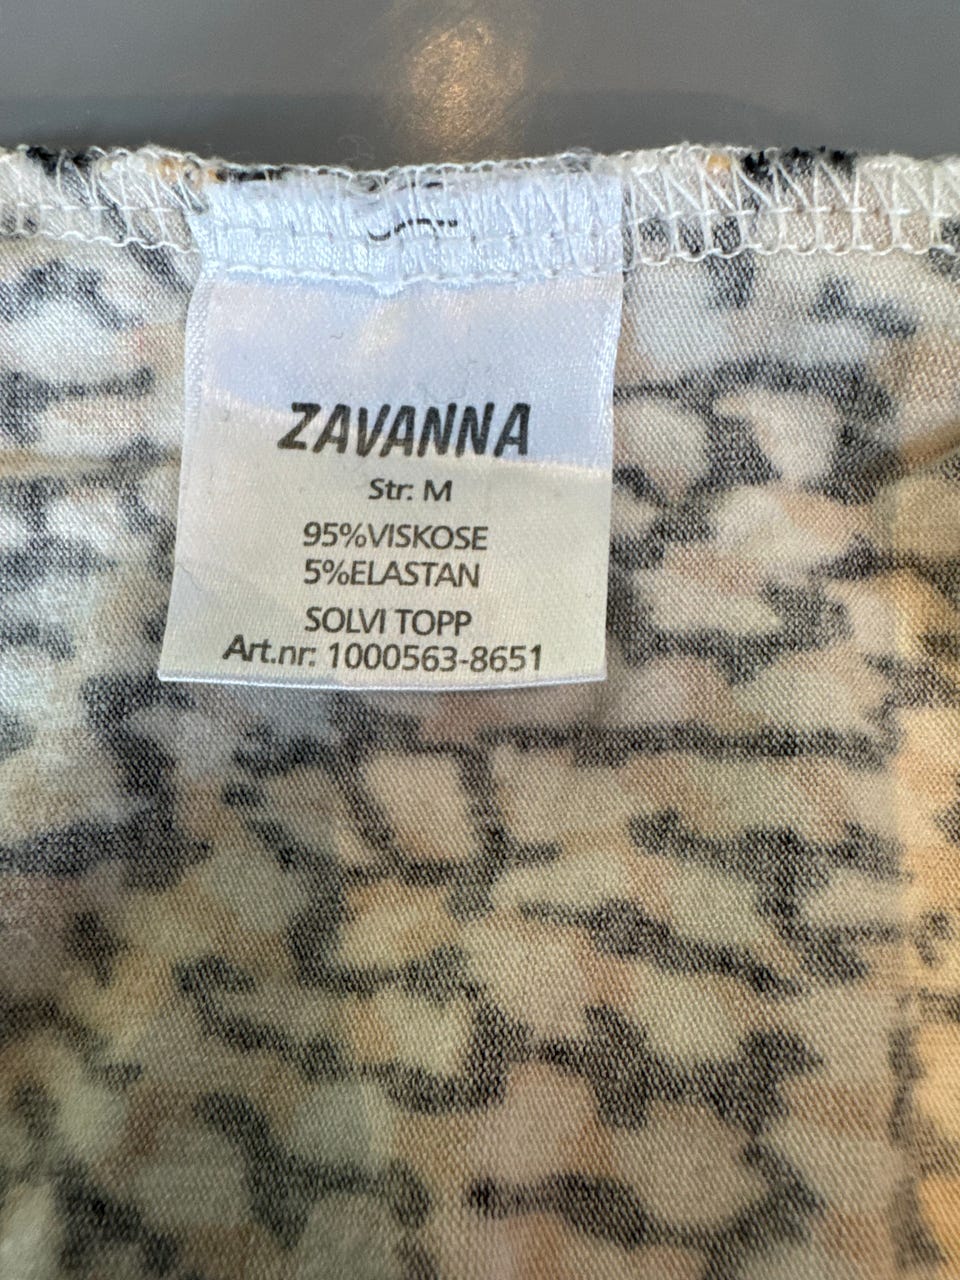 ZAVANNA
Str: M
95%VISKOSE
5%ELASTAN
SOLVI TOPP
Art.nr: 1000563-8651